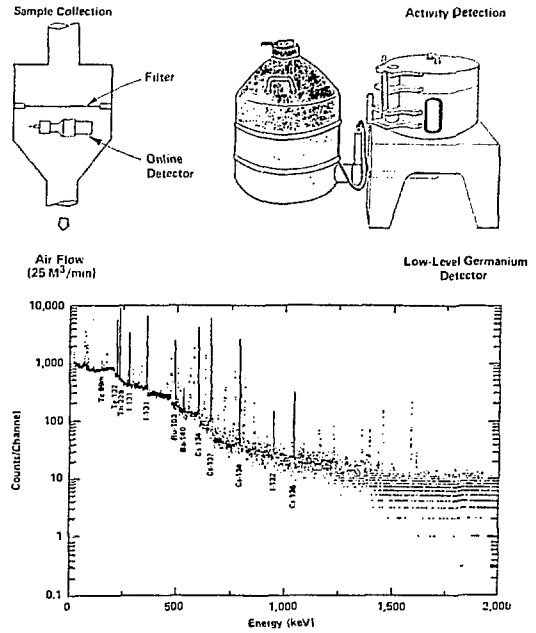 Sample Collection
Activity Detection
Filter
Online
Detector
Air Flow
(25 M³/min)
Low-Level Germanium
Detector
10,000
1,000
100
10
1
0.1
Counts/Channel
Tc 99m
Te 132
Th 228
I 131
I-131
Ru-103
Ba-140
Cs 134
Cs-137
Cs-134
I-132
Cs 136
0
500
1,000
1,500
2,000
Energy (keV)